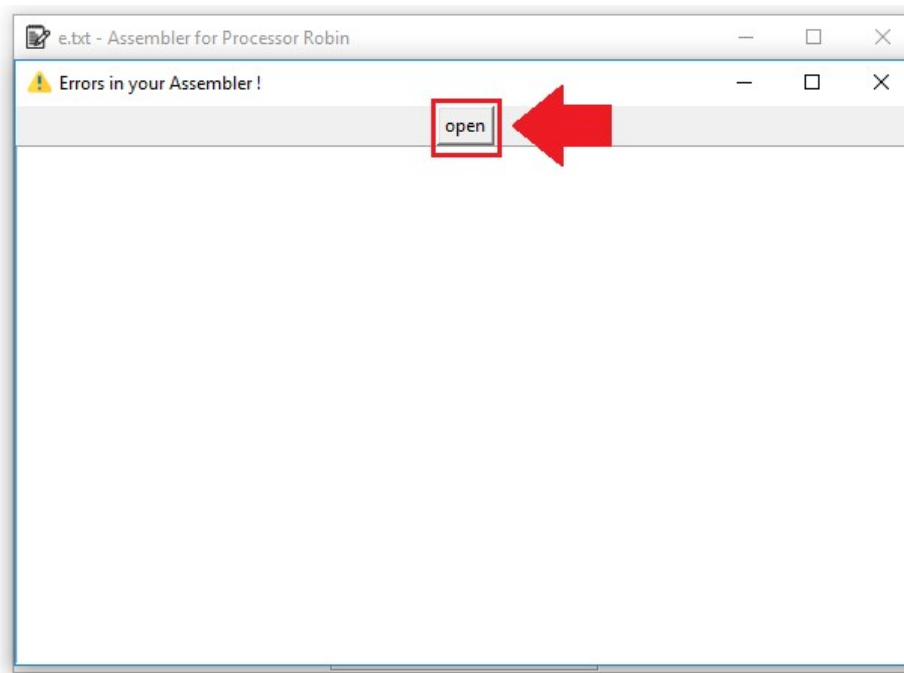 e.txt - Assembler for Processor Robin
Errors in your Assembler !
open